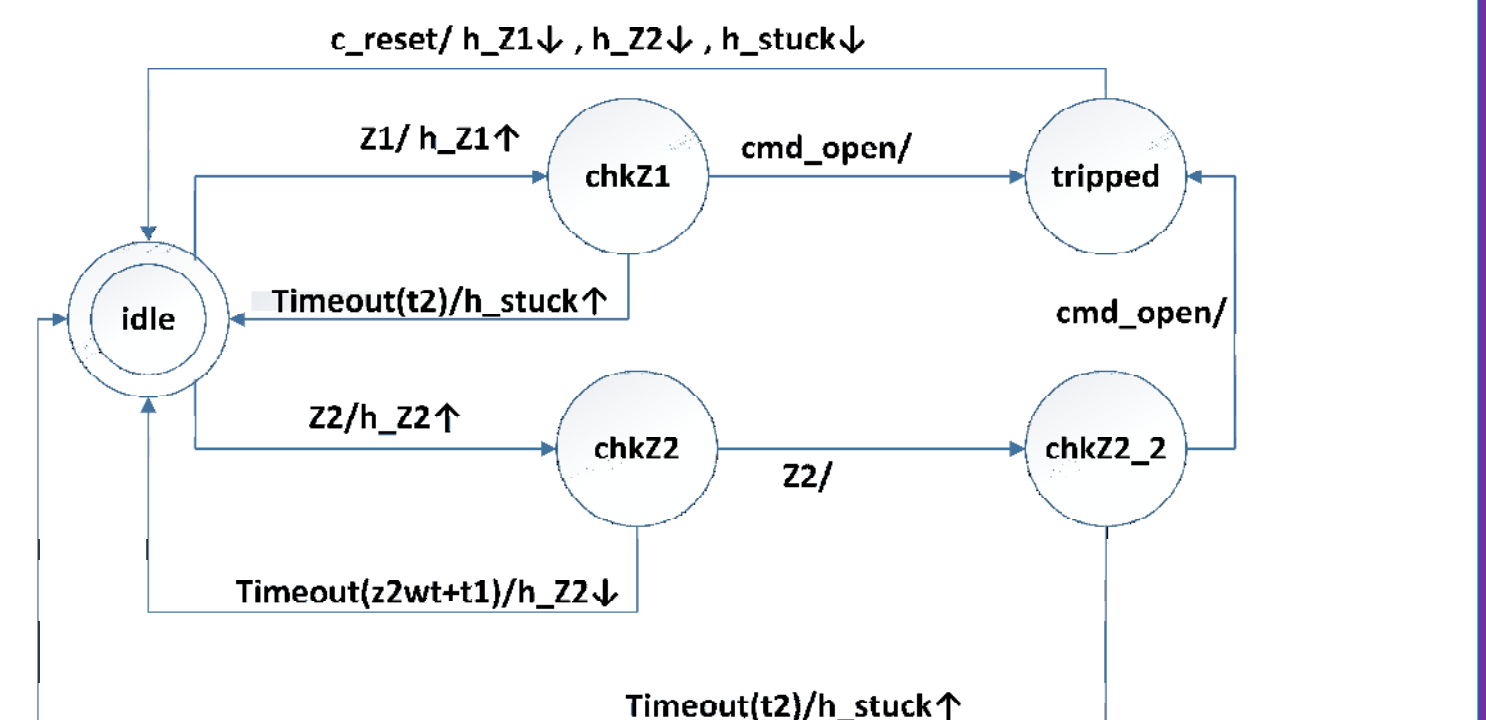 c_reset/ h_Z1↓ , h_Z2↓ , h_stuck↓
Z1/ h_Z1↑
cmd_open/
chkZ1
tripped
Timeout(t2)/h_stuck↑
idle
cmd_open/
Z2/h_Z2↑
chkZ2
chkZ2_2
Z2/
Timeout(z2wt+t1)/h_Z2↓
Timeout(t2)/h_stuck↑